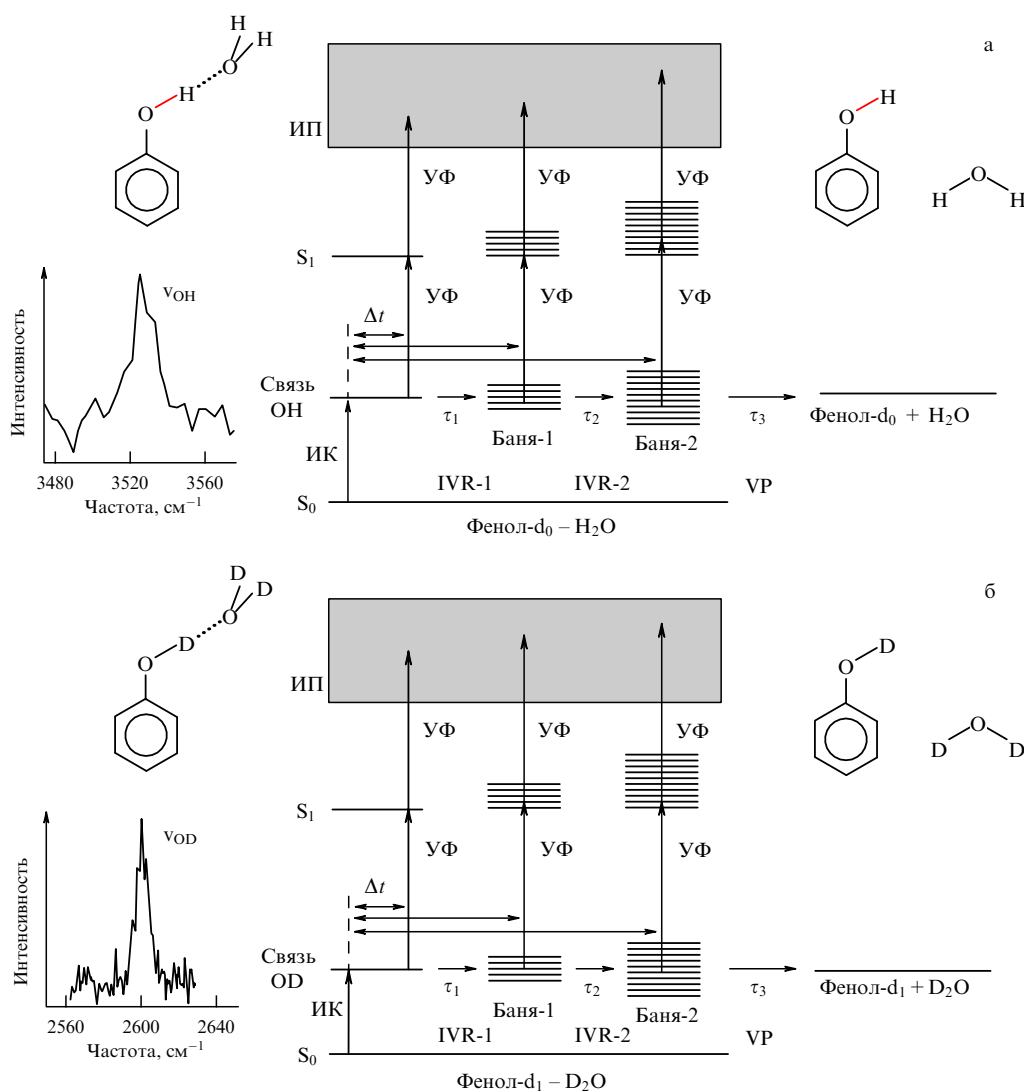 а
H
H
O
H
O
ИП
УФ
УФ
УФ
S₁
УФ
УФ
УФ
Δt
Связь
OH
τ₁
Баня-1
τ₂
Баня-2
τ₃
Фенол-d₀ + H₂O
ИК
IVR-1
IVR-2
VP
S₀
Фенол-d₀ – H₂O
Интенсивность
ν_OH
3480
3520
3560
Частота, см⁻¹
H
O
O
H
H
б
D
D
O
D
O
ИП
УФ
УФ
УФ
S₁
УФ
УФ
УФ
Δt
Связь
OD
τ₁
Баня-1
τ₂
Баня-2
τ₃
Фенол-d₁ + D₂O
ИК
IVR-1
IVR-2
VP
S₀
Фенол-d₁ – D₂O
Интенсивность
ν_OD
2560
2600
2640
Частота, см⁻¹
D
O
O
D
D